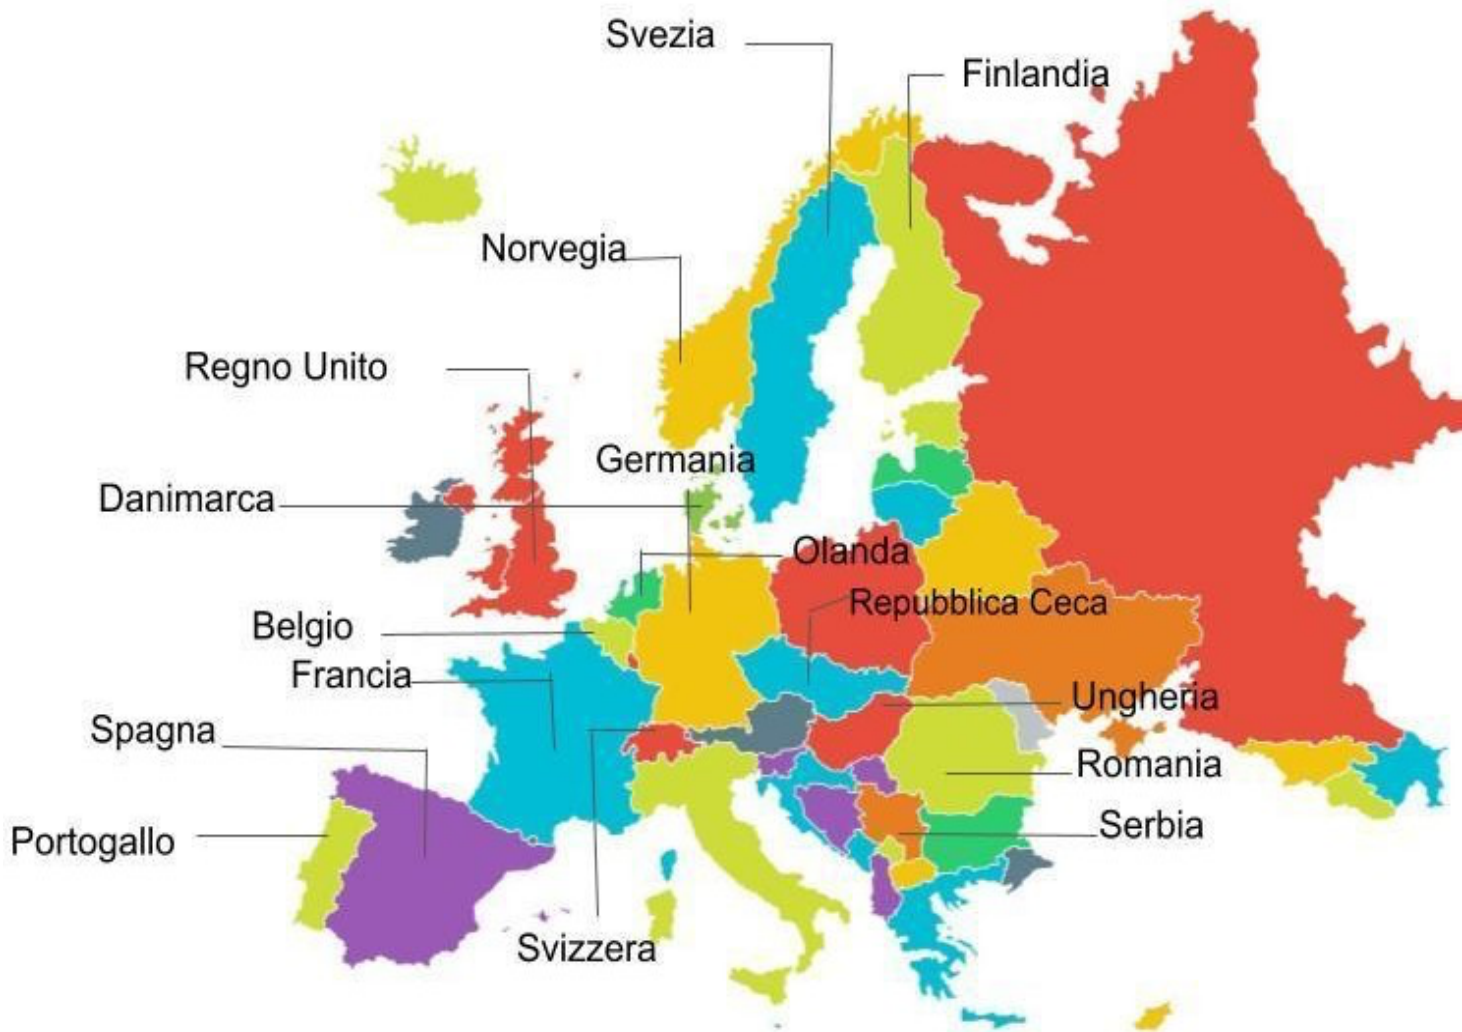 Svezia
Finlandia
Norvegia
Regno Unito
Germania
Danimarca
Olanda
Repubblica Ceca
Belgio
Francia
Ungheria
Spagna
Romania
Serbia
Portogallo
Svizzera